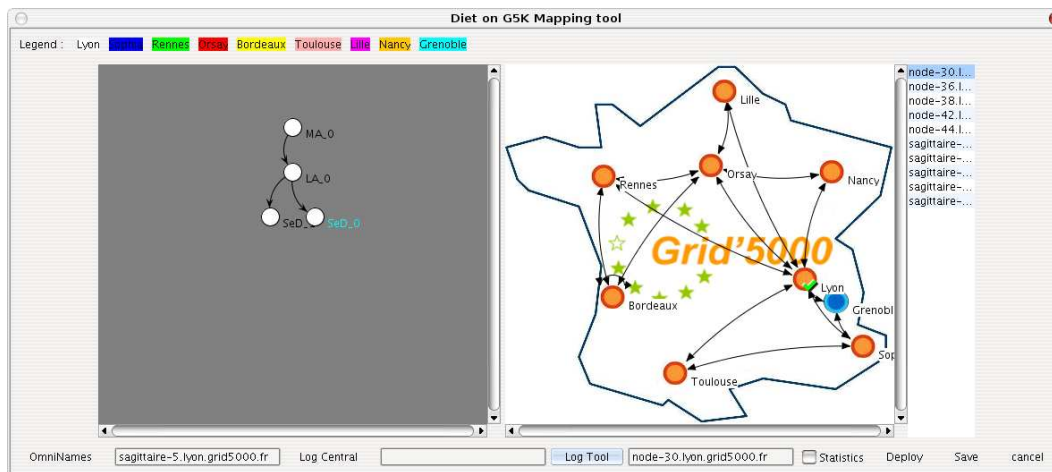 Diet on G5K Mapping tool
Legend : Lyon Rennes Orsay Bordeaux Toulouse Lille Nancy Grenoble
MA_0
LA_0
SeD_ SeD_0
Lille
Rennes
Orsay
Nancy
Grid'5000
Lyon
Bordeaux
Grenobl
Sop
Toulouse
node-30.l...
node-36.l...
node-38.l...
node-42.l...
node-44.l...
sagittaire-...
sagittaire-...
sagittaire-...
sagittaire-...
sagittaire-...
OmniNames sagittaire-5.lyon.grid5000.fr Log Central Log Tool node-30.lyon.grid5000.fr Statistics Deploy Save cancel